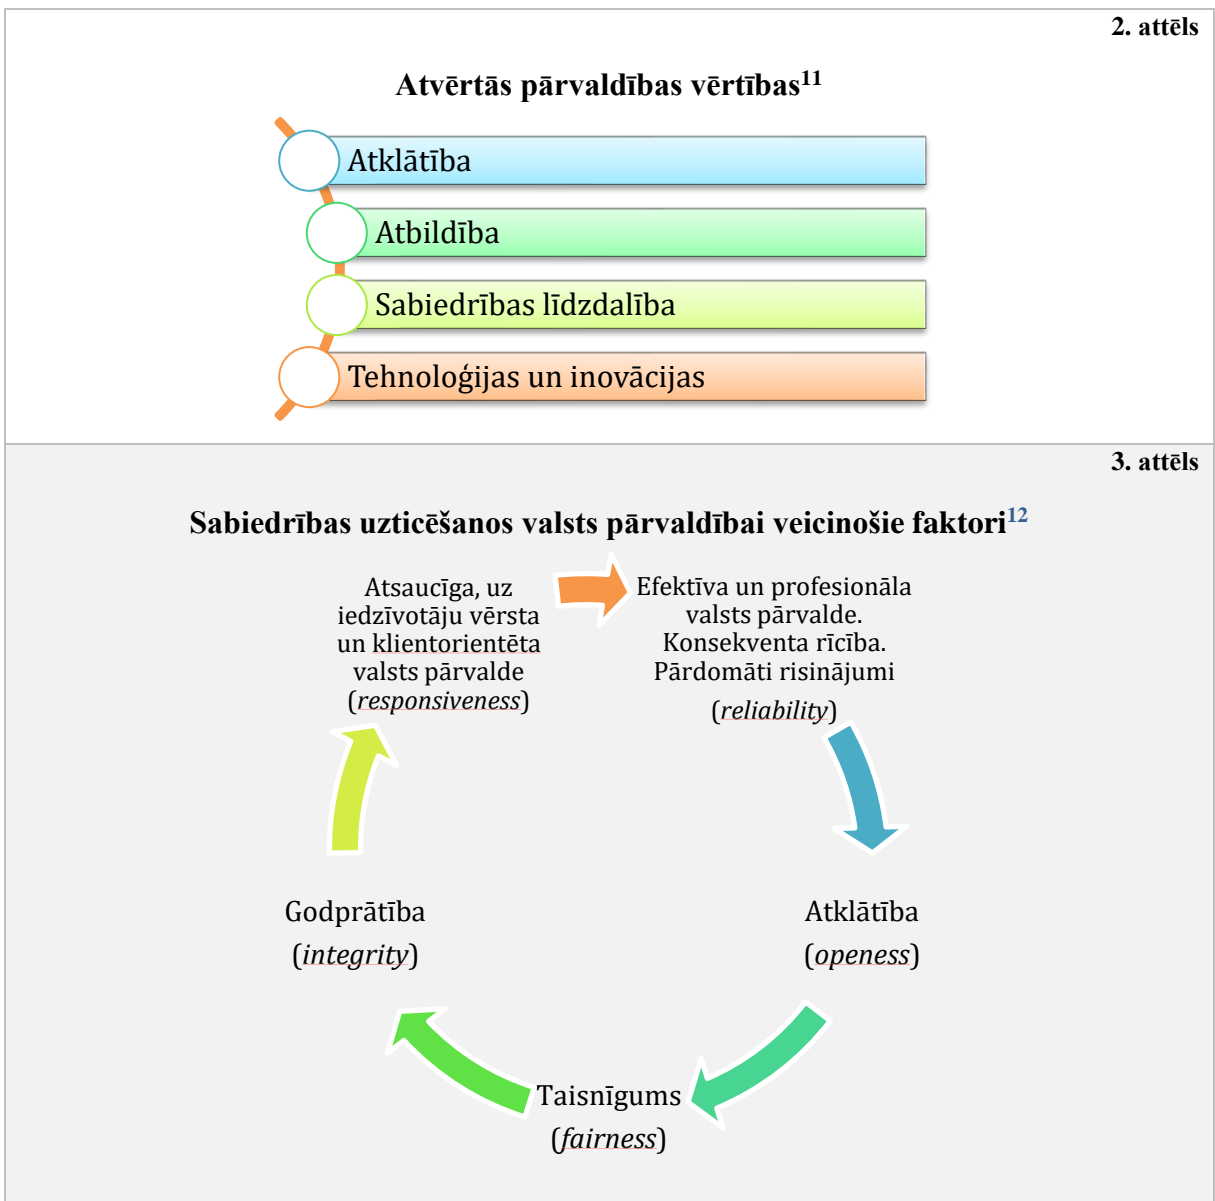 2. attēls
Atvērtās pārvaldības vērtības11
Atklātība
Atbildība
Sabiedrības līdzdalība
Tehnoloģijas un inovācijas
3. attēls
Sabiedrības uzticēšanos valsts pārvaldībai veicinošie faktori12
Atsaucīga, uz
iedzīvotāju vērsta
un klientorientēta
valsts pārvalde
(responsiveness)
Efektīva un profesionāla
valsts pārvalde.
Konsekventa rīcība.
Pārdomāti risinājumi
(reliability)
Atklātība
(openess)
Taisnīgums
(fairness)
Godprātība
(integrity)